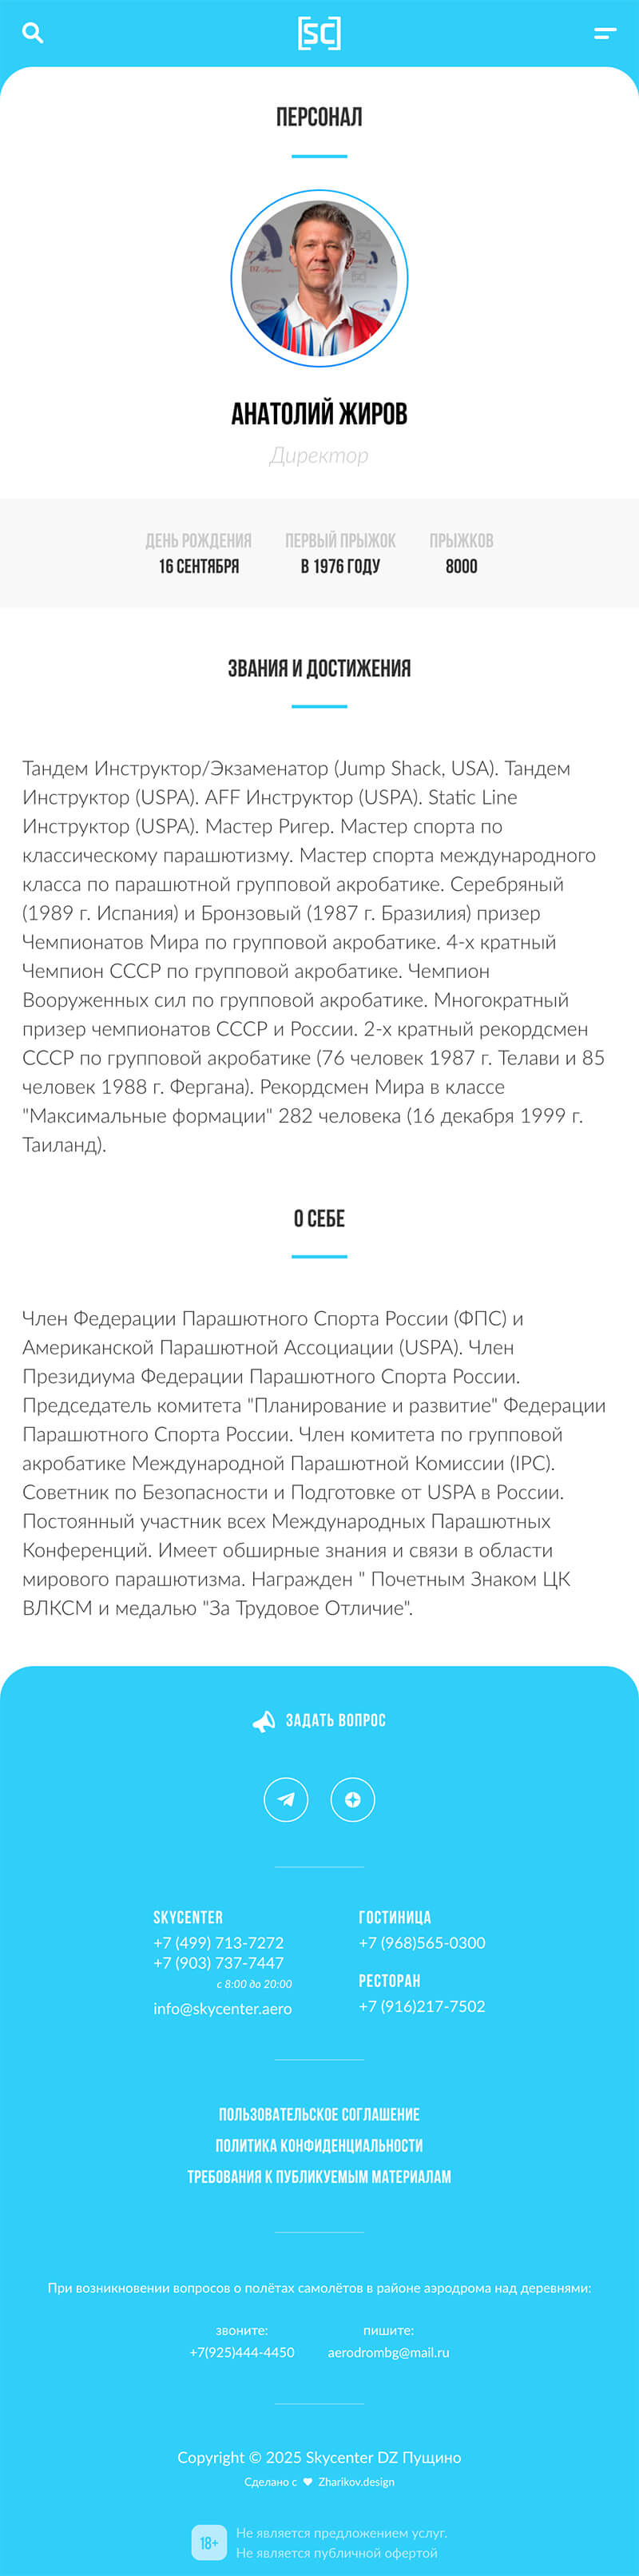 [SC]
ПЕРСОНАЛ
DZ Пущино
АНАТОЛИЙ ЖИРОВ
Директор
ДЕНЬ РОЖДЕНИЯ ПЕРВЫЙ ПРЫЖОК ПРЫЖКОВ
16 СЕНТЯБРЯ В 1976 ГОДУ 8000
ЗВАНИЯ И ДОСТИЖЕНИЯ
Тандем Инструктор/Экзаменатор (Jump Shack, USA). Тандем
Инструктор (USPA). AFF Инструктор (USPA). Static Line
Инструктор (USPA). Мастер Ригер. Мастер спорта по
классическому парашютизму. Мастер спорта международного
класса по парашютной групповой акробатике. Серебряный
(1989 г. Испания) и Бронзовый (1987 г. Бразилия) призер
Чемпионатов Мира по групповой акробатике. 4-х кратный
Чемпион СССР по групповой акробатике. Чемпион
Вооруженных сил по групповой акробатике. Многократный
призер чемпионатов СССР и России. 2-х кратный рекордсмен
СССР по групповой акробатике (76 человек 1987 г. Телави и 85
человек 1988 г. Фергана). Рекордсмен Мира в классе
"Максимальные формации" 282 человека (16 декабря 1999 г.
Таиланд).
О СЕБЕ
Член Федерации Парашютного Спорта России (ФПС) и
Американской Парашютной Ассоциации (USPA). Член
Президиума Федерации Парашютного Спорта России.
Председатель комитета "Планирование и развитие" Федерации
Парашютного Спорта России. Член комитета по групповой
акробатике Международной Парашютной Комиссии (IPC).
Советник по Безопасности и Подготовке от USPA в России.
Постоянный участник всех Международных Парашютных
Конференций. Имеет обширные знания и связи в области
мирового парашютизма. Награжден " Почетным Знаком ЦК
ВЛКСМ и медалью "За Трудовое Отличие".
ЗАДАТЬ ВОПРОС
SKYCENTER
+7 (499) 713-7272
+7 (903) 737-7447
с 8:00 до 20:00
info@skycenter.aero
ГОСТИНИЦА
+7 (968)565-0300
РЕСТОРАН
+7 (916)217-7502
ПОЛЬЗОВАТЕЛЬСКОЕ СОГЛАШЕНИЕ
ПОЛИТИКА КОНФИДЕНЦИАЛЬНОСТИ
ТРЕБОВАНИЯ К ПУБЛИКУЕМЫМ МАТЕРИАЛАМ
При возникновении вопросов о полётах самолётов в районе аэродрома над деревнями:
звоните:
+7(925)444-4450
пишите:
aerodrombg@mail.ru
Copyright © 2025 Skycenter DZ Пущино
Сделано с ♥ Zharikov.design
18+
Не является предложением услуг.
Не является публичной офертой